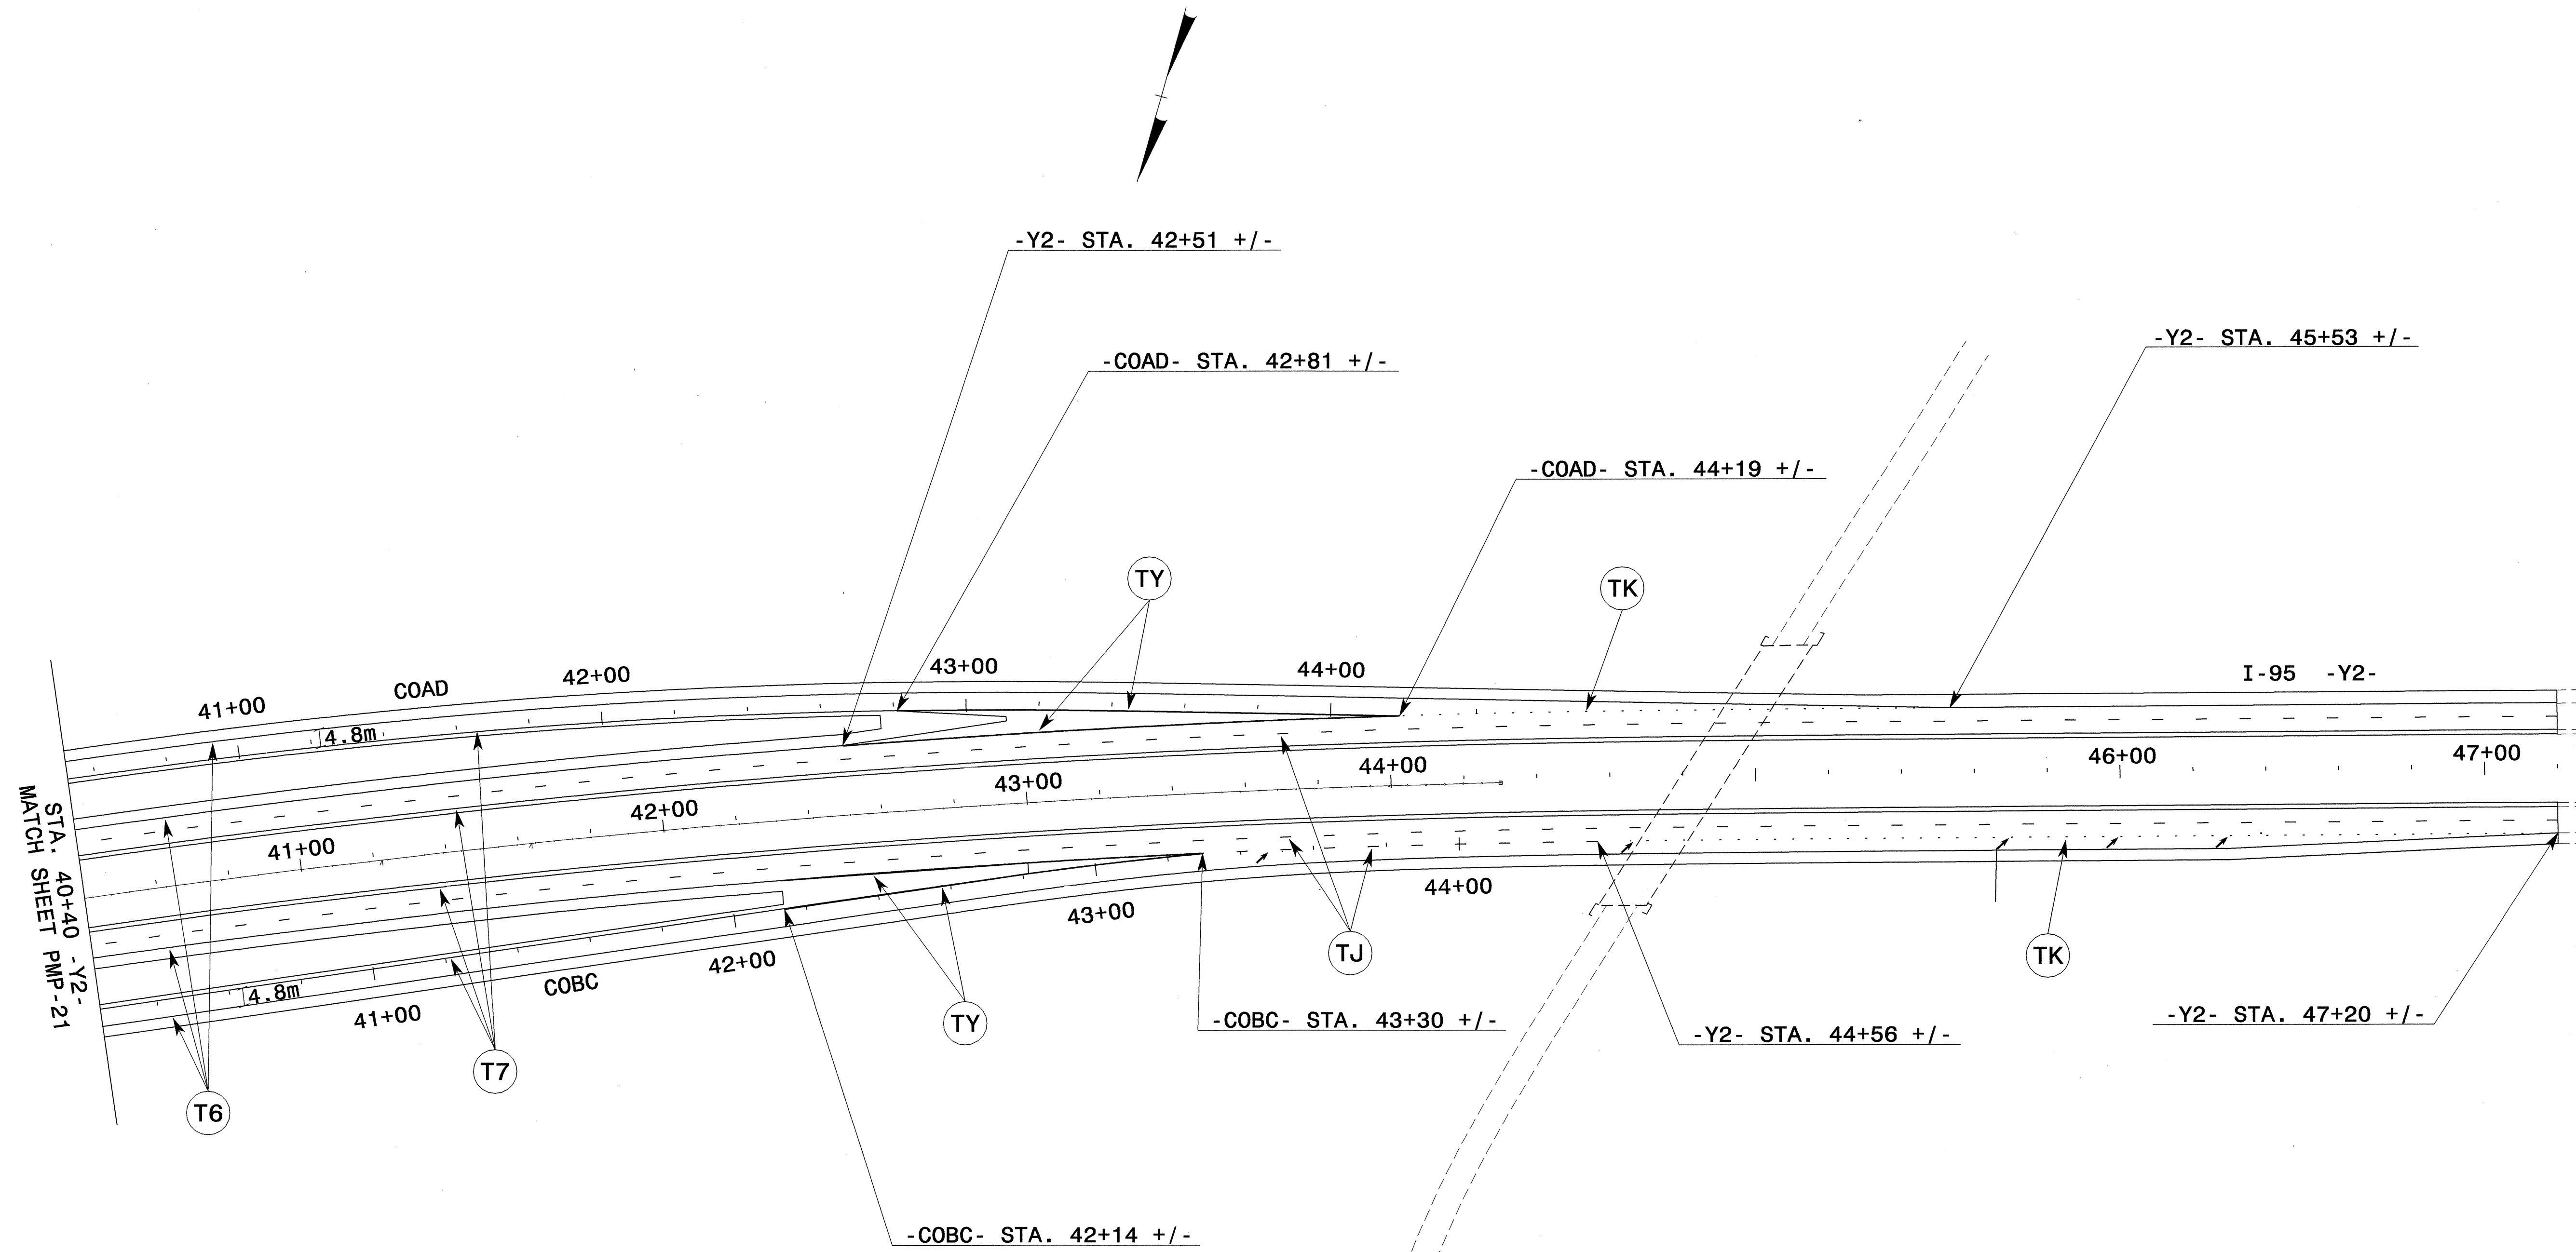 -Y2- STA. 42+51 +/-
-COAD- STA. 42+81 +/-
-Y2- STA. 45+53 +/-
-COAD- STA. 44+19 +/-
TY
TK
41+00
COAD
42+00
43+00
44+00
I-95 -Y2-
4.8m
41+00
42+00
43+00
44+00
46+00
47+00
MATCH SHEET PMP-21
STA. 40+40 -Y2-
4.8m
41+00
COBC
42+00
43+00
44+00
T6
T7
TY
TJ
TK
-COBC- STA. 43+30 +/-
-Y2- STA. 44+56 +/-
-Y2- STA. 47+20 +/-
-COBC- STA. 42+14 +/-